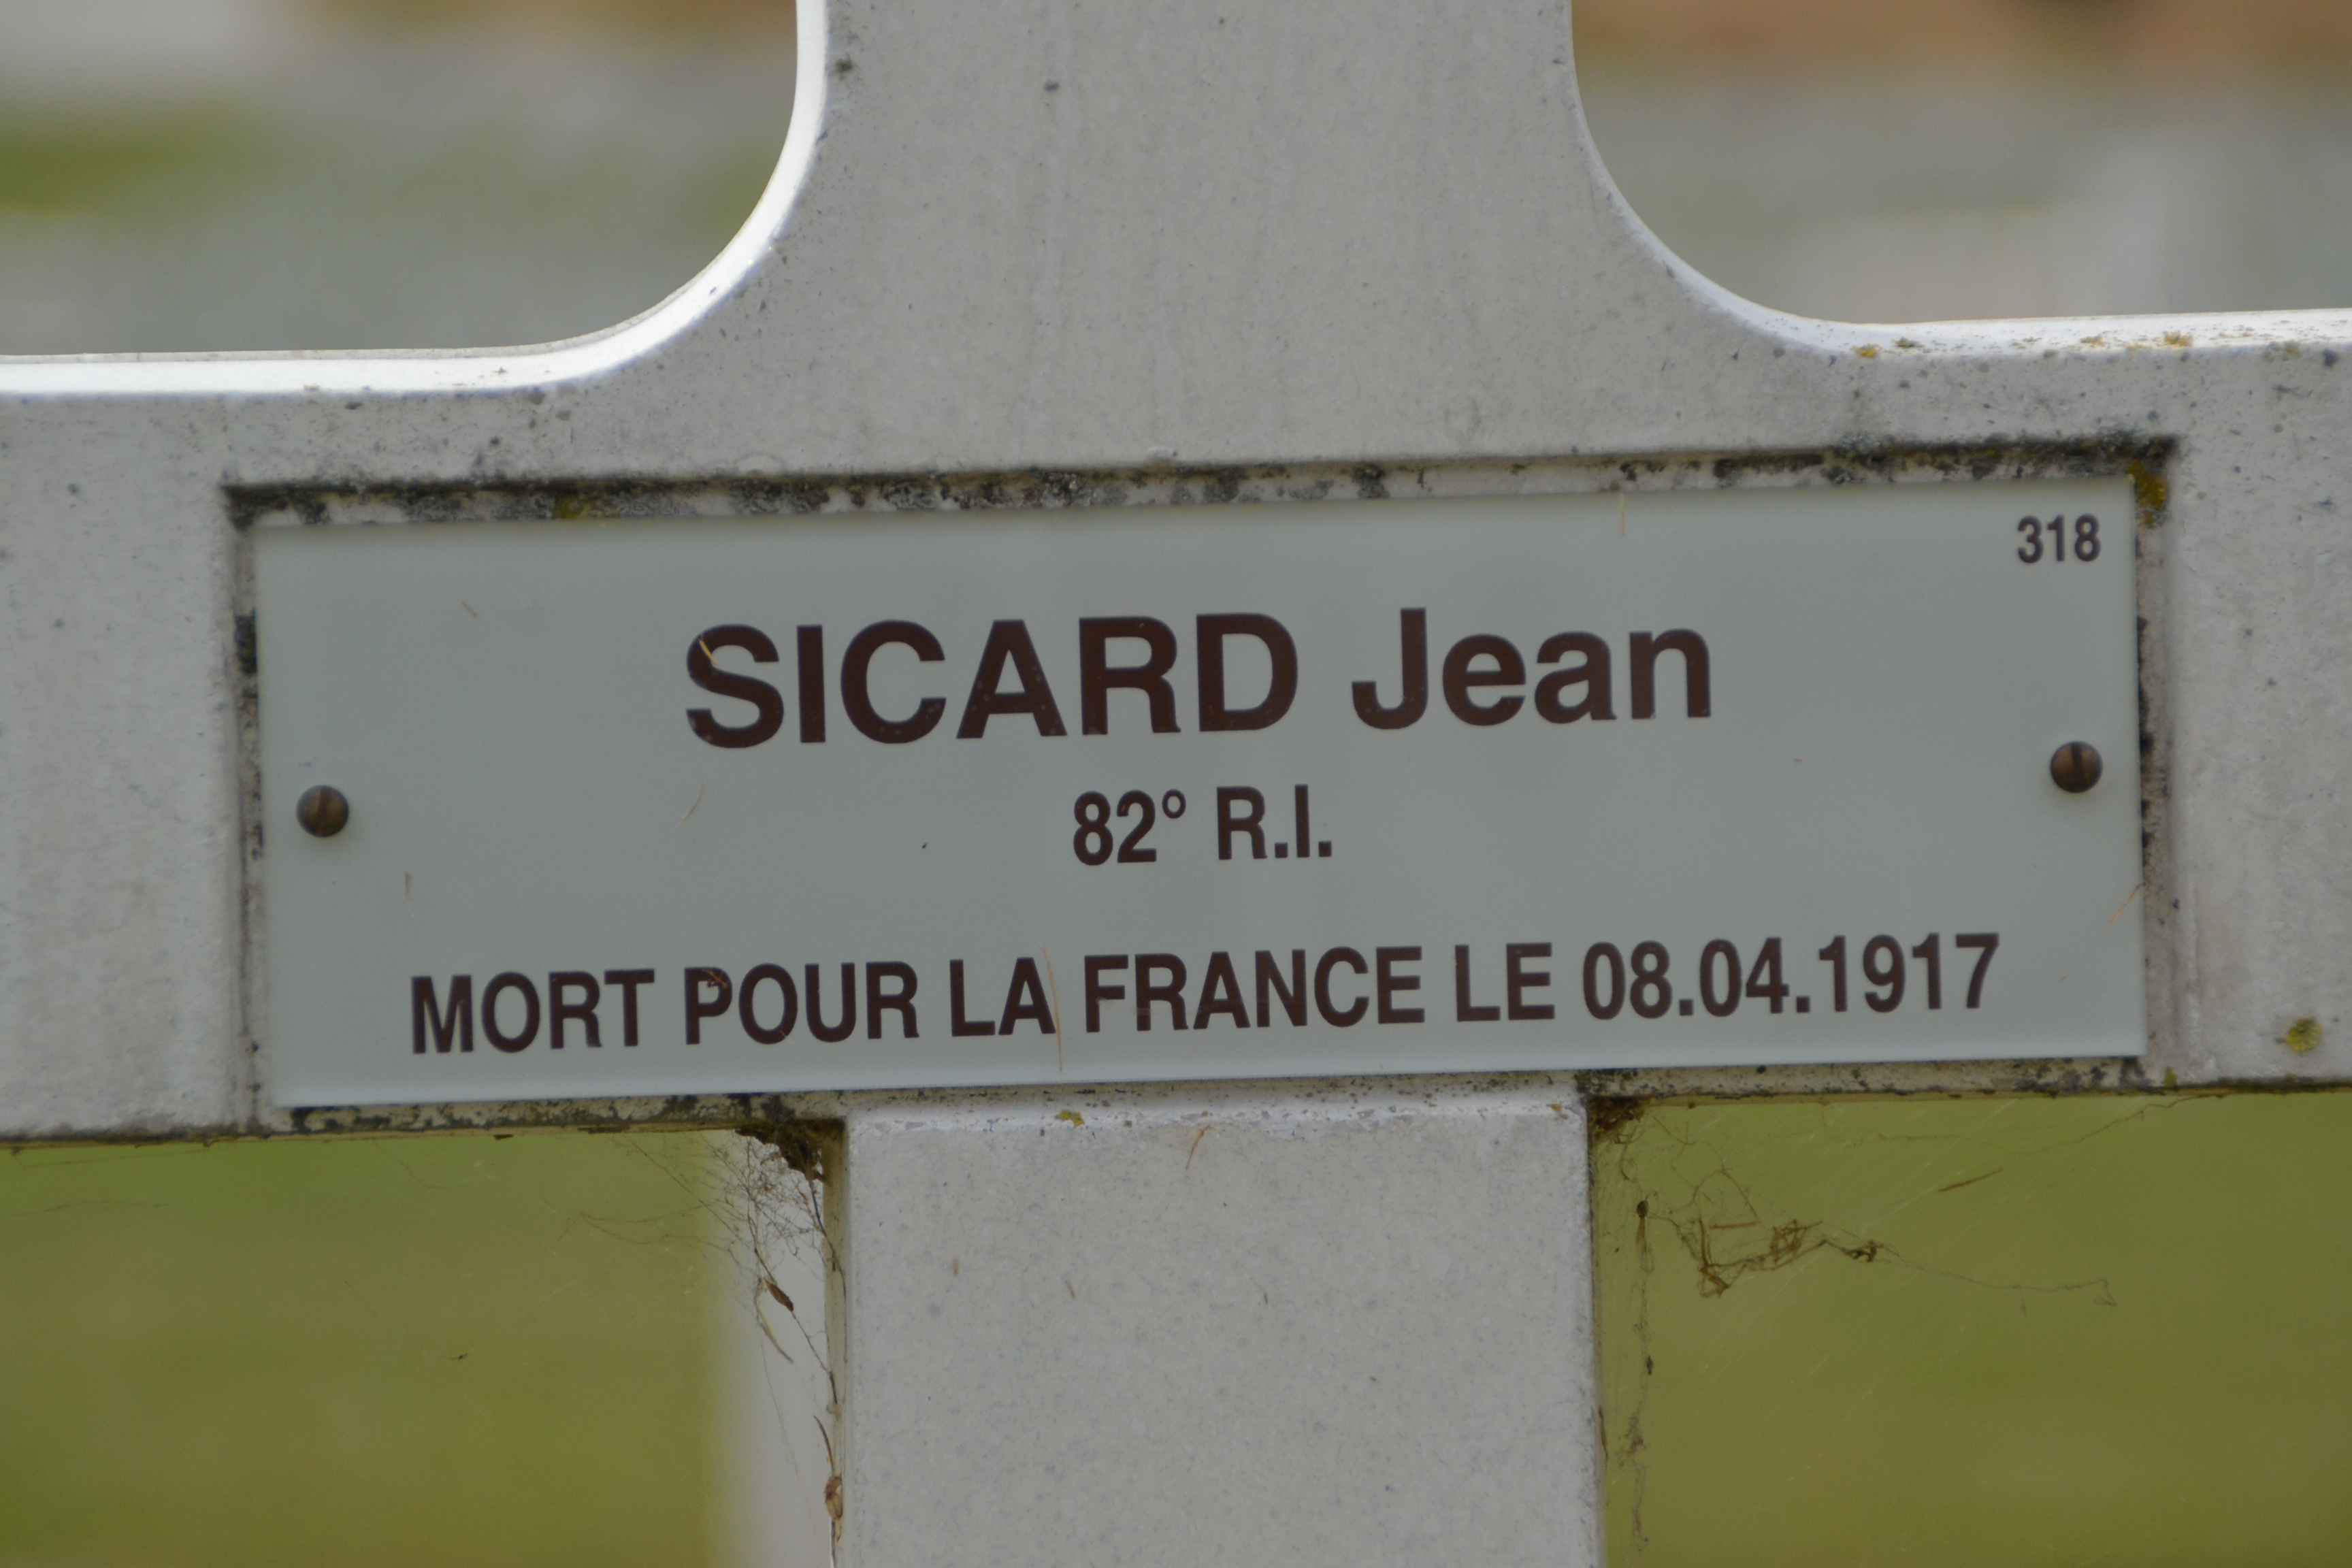 318
SICARD Jean
82° R.I.
MORT POUR LA FRANCE LE 08.04.1917